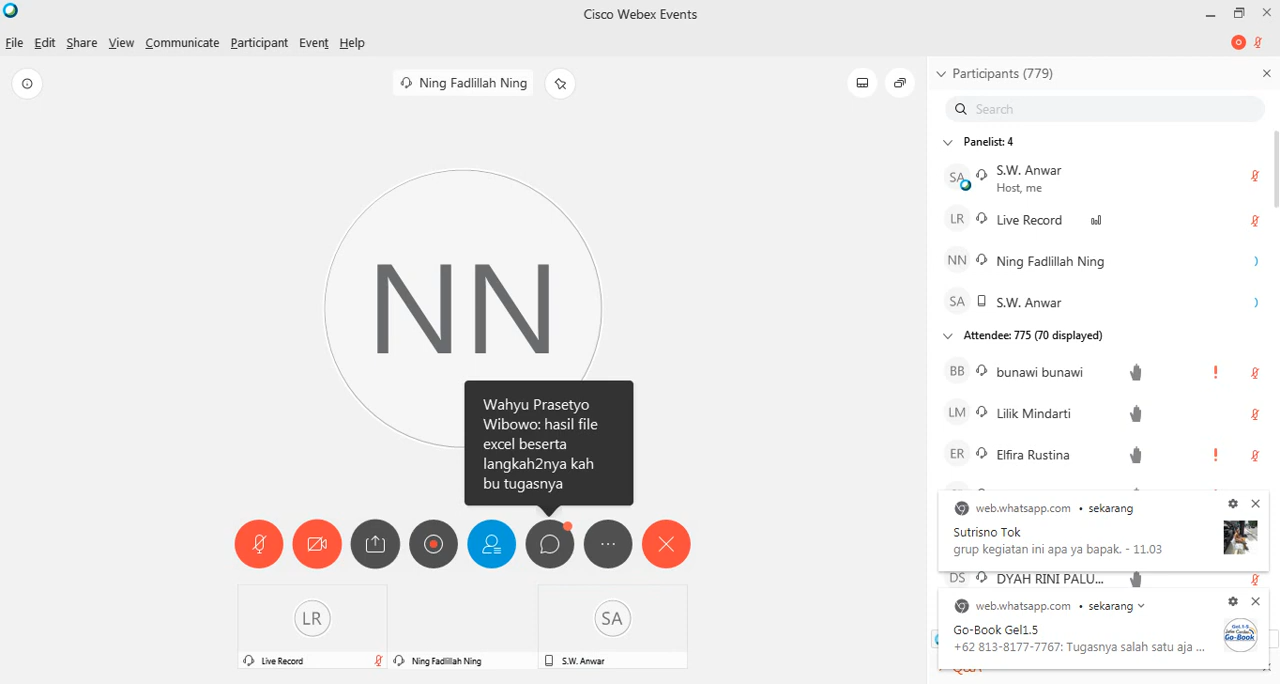 Cisco Webex Events
File Edit Share View Communicate Participant Event Help
Ning Fadlillah Ning
NN
Wahyu Prasetyo
Wibowo: hasil file
excel beserta
langkah2nya kah
bu tugasnya
LR
Live Record
Ning Fadlillah Ning
SA
S.W. Anwar
Participants (779)
Search
Panelist: 4
SA
S.W. Anwar
Host, me
LR
Live Record
NN
Ning Fadlillah Ning
SA
S.W. Anwar
Attendee: 775 (70 displayed)
BB
bunawi bunawi
LM
Lilik Mindarti
ER
Elfira Rustina
web.whatsapp.com • sekarang
Sutrisno Tok
grup kegiatan ini apa ya bapak. - 11.03
DS
DYAH RINI PALU...
web.whatsapp.com • sekarang
Go-Book Gel1.5
+62 813-8177-7767: Tugasnya salah satu aja ...